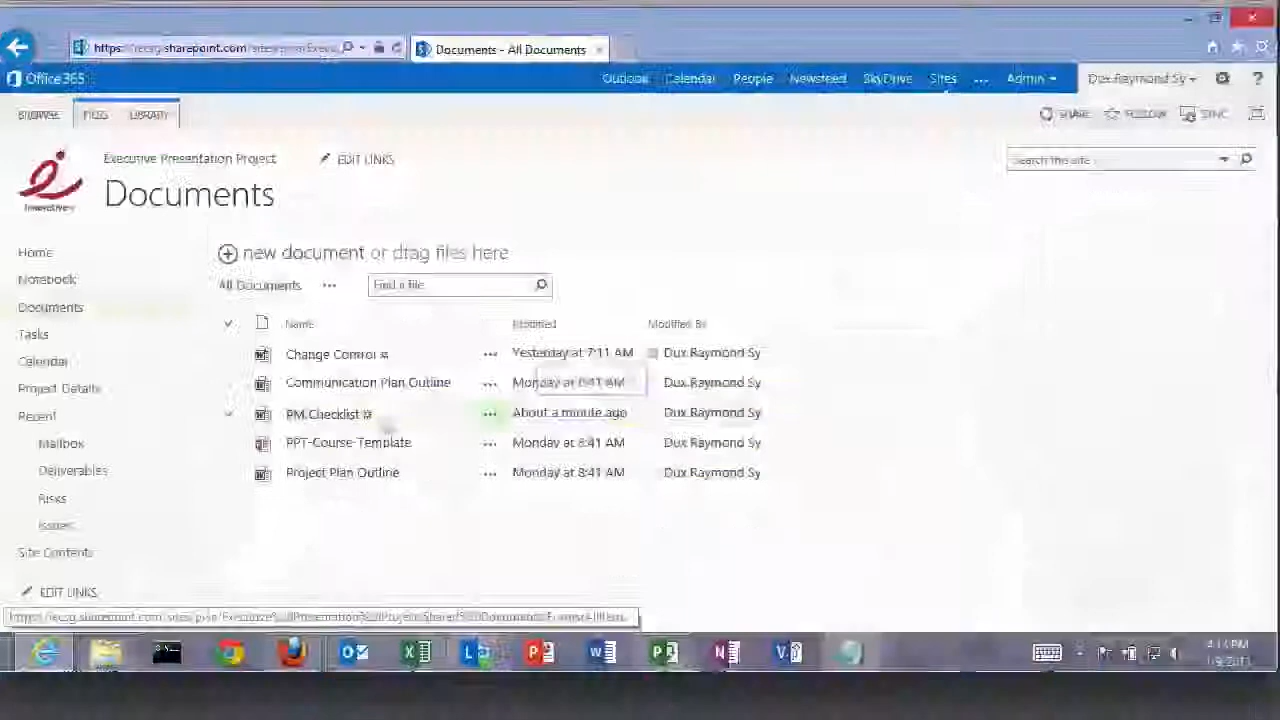 https:// .sharepoint.com/sites/
Documents - All Documents
Office 365
Outlook Calendar People Newsfeed SkyDrive Sites ... Admin Dux Raymond Sy ?
BROWSE FILES LIBRARY
SHARE FOLLOW SYNC
Executive Presentation Project EDIT LINKS
Search this site
Documents
Home
Notebook
Documents
Tasks
Calendar
Project Details
Recent
Mailbox
Deliverables
Risks
Issues
Site Contents
EDIT LINKS
new document or drag files here
All Documents ... Find a file
Name Modified Modified By
Change Control ... Yesterday at 7:11 AM Dux Raymond Sy
Communication Plan Outline ... Monday at 8:41 AM Dux Raymond Sy
PM Checklist ... About a minute ago Dux Raymond Sy
PPT-Course-Template ... Monday at 8:41 AM Dux Raymond Sy
Project Plan Outline ... Monday at 8:41 AM Dux Raymond Sy